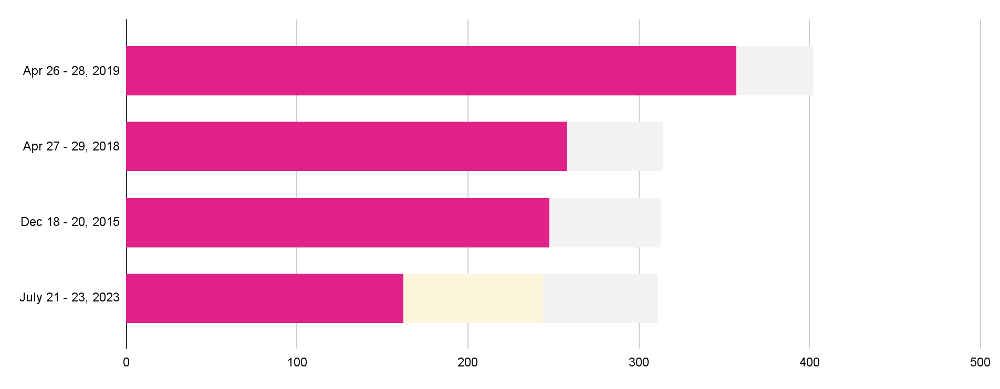 Apr 26 - 28, 2019
Apr 27 - 29, 2018
Dec 18 - 20, 2015
July 21 - 23, 2023
0 100 200 300 400 500